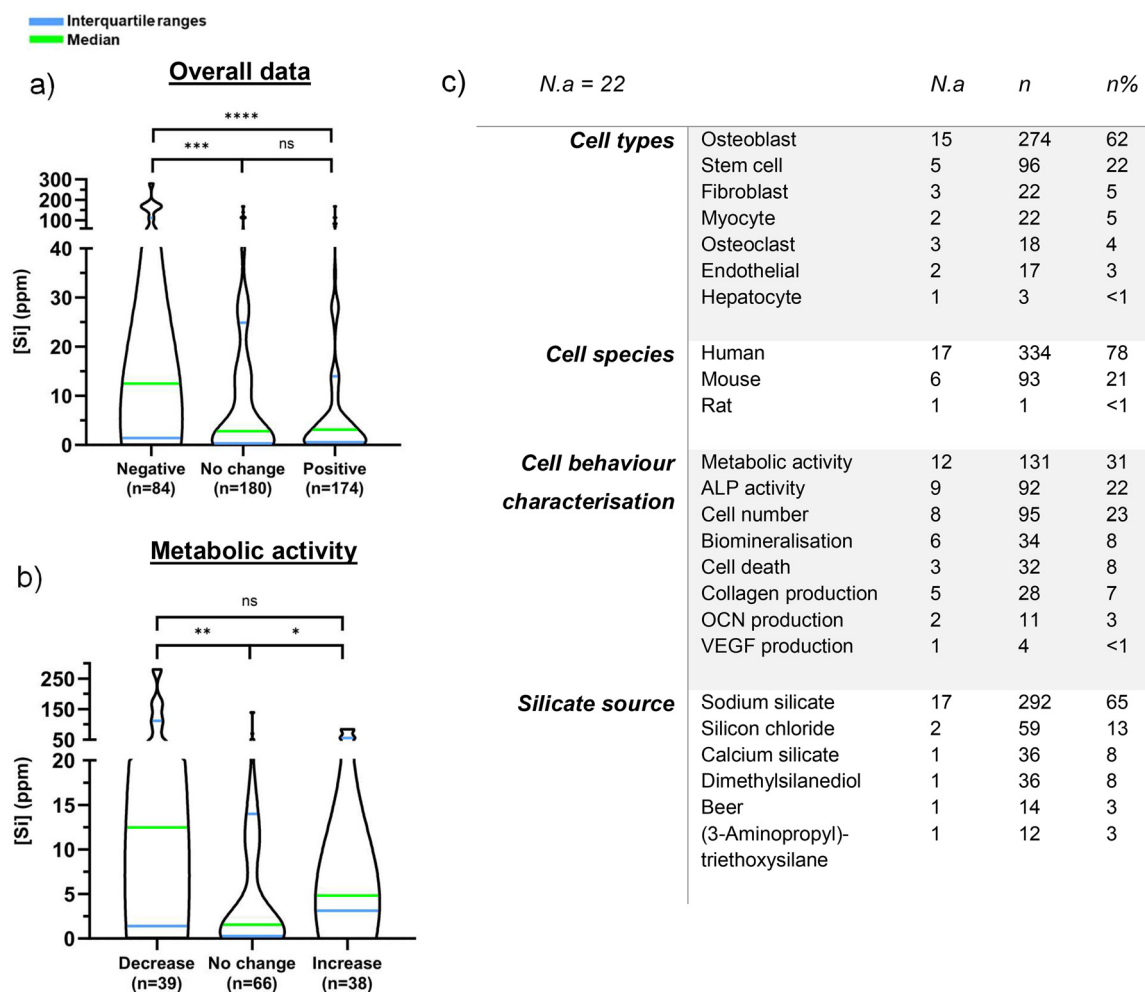 Interquartile ranges
Median
a)
Overall data
****
***
ns
300
200
100
40
30
20
10
0
[Si] (ppm)
Negative No change Positive
(n=84) (n=180) (n=174)
b)
Metabolic activity
ns
**
*
250
150
50
20
15
10
5
0
[Si] (ppm)
Decrease No change Increase
(n=39) (n=66) (n=38)
c) N.a = 22 N.a n n%
Cell types Osteoblast 15 274 62
Stem cell 5 96 22
Fibroblast 3 22 5
Myocyte 2 22 5
Osteoclast 3 18 4
Endothelial 2 17 3
Hepatocyte 1 3 <1
Cell species Human 17 334 78
Mouse 6 93 21
Rat 1 1 <1
Cell behaviour Metabolic activity 12 131 31
characterisation ALP activity 9 92 22
Cell number 8 95 23
Biomineralisation 6 34 8
Cell death 3 32 8
Collagen production 5 28 7
OCN production 2 11 3
VEGF production 1 4 <1
Silicate source Sodium silicate 17 292 65
Silicon chloride 2 59 13
Calcium silicate 1 36 8
Dimethylsilanediol 1 36 8
Beer 1 14 3
(3-Aminopropyl)- 1 12 3
triethoxysilane